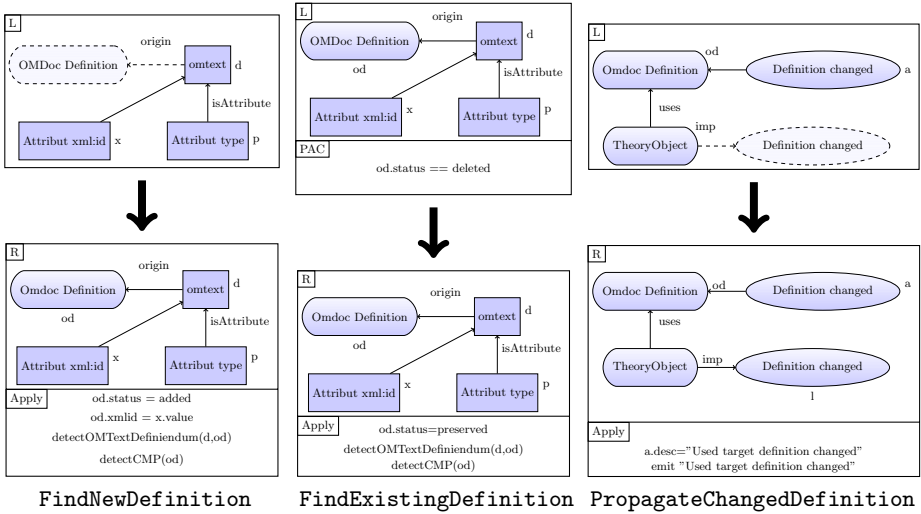 L
origin
OMDoc Definition
omtext
d
isAttribute
Attribut xml:id
x
Attribut type
p
R
origin
Omdoc Definition
omtext
d
od
isAttribute
Attribut xml:id
x
Attribut type
p
Apply
od.status = added
od.xmlid = x.value
detectOMTextDefiniendum(d,od)
detectCMP(od)
FindNewDefinition
L
origin
OMDoc Definition
omtext
d
od
isAttribute
Attribut xml:id
x
Attribut type
p
PAC
od.status == deleted
R
origin
Omdoc Definition
omtext
d
od
isAttribute
Attribut xml:id
x
Attribut type
p
Apply
od.status=preserved
detectOMTextDefiniendum(d,od)
detectCMP(od)
FindExistingDefinition
L
od
Omdoc Definition
Definition changed
a
uses
imp
TheoryObject
Definition changed
R
Omdoc Definition
od
Definition changed
a
uses
TheoryObject
imp
Definition changed
l
Apply
a.desc="Used target definition changed"
emit "Used target definition changed"
PropagateChangedDefinition